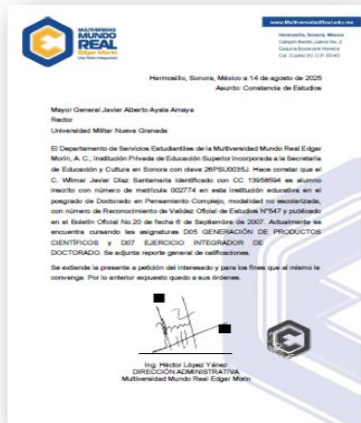 MULTIVERSIDAD
MUNDO
REAL
Edgar Morin
www.MultiversidadReal.edu.mx
Hermosillo, Sonora, México
Hermosillo, Sonora, México a 14 de agosto de 2025
Asunto: Constancia de Estudios
Mayor General Javier Alberto Ayala Amaya
Rector
Universidad Militar Nueva Granada
El Departamento de Servicios Estudiantiles de la Multiversidad Mundo Real Edgar
Morin, A. C., Institución Privada de Educación Superior incorporada a la Secretaría
de Educación y Cultura en Sonora con clave 26PSU0035J. Hace constar que el
C. Wilmar Javier Díaz Santamaría identificado con CC 13958594 es alumno
inscrito con número de matrícula 002774 en esta institución educativa en el
posgrado de Doctorado en Pensamiento Complejo, modalidad no escolarizada,
con número de Reconocimiento de Validez Oficial de Estudios N°547 y publicado
en el Boletín Oficial No.20 de fecha 6 de Septiembre de 2007. Actualmente se
encuentra cursando las asignaturas D05 GENERACIÓN DE PRODUCTOS
CIENTÍFICOS y D07 EJERCICIO INTEGRADOR DE
DOCTORADO. Se adjunta reporte general de calificaciones.
Se extiende la presente a petición del interesado y para los fines que al mismo le
convenga. Por lo anterior expuesto quedo a sus órdenes.
Ing. Héctor López Yánez
DIRECCIÓN ADMINISTRATIVA
Multiversidad Mundo Real Edgar Morin